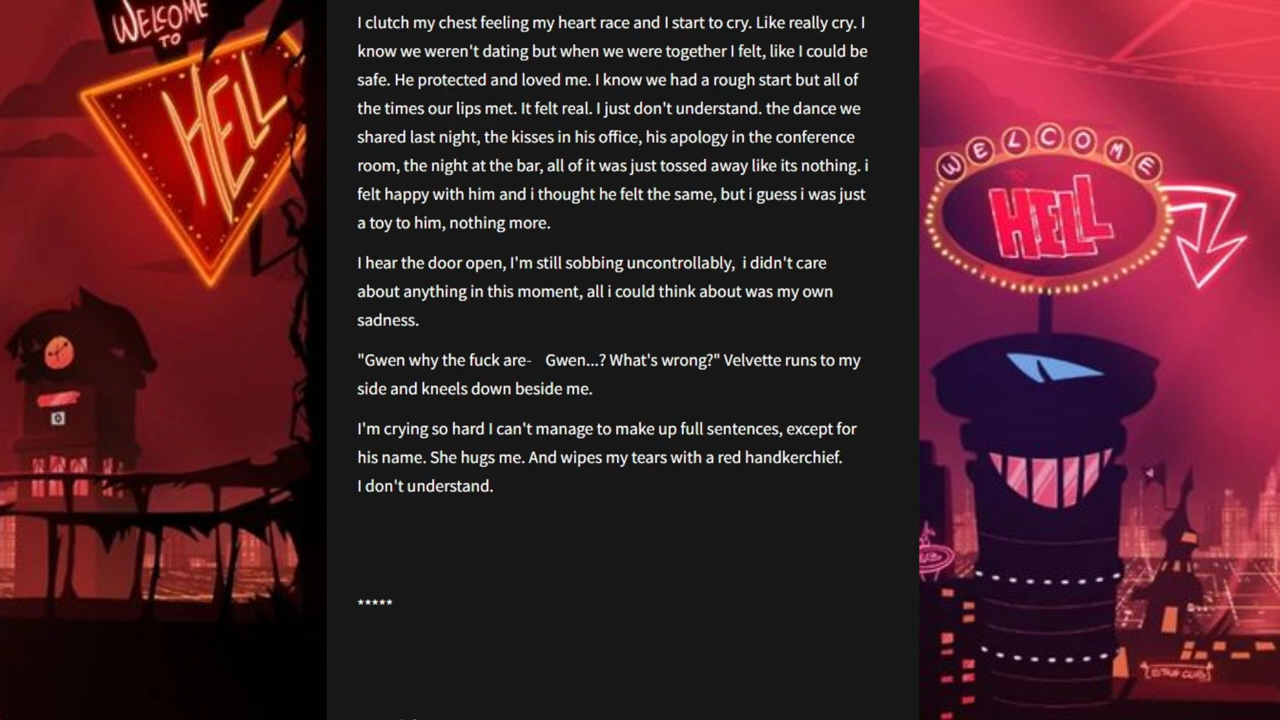 WELCOME
TO
HELL
I clutch my chest feeling my heart race and I start to cry. Like really cry. I
know we weren't dating but when we were together I felt, like I could be
safe. He protected and loved me. I know we had a rough start but all of
the times our lips met. It felt real. I just don't understand. the dance we
shared last night, the kisses in his office, his apology in the conference
room, the night at the bar, all of it was just tossed away like its nothing. i
felt happy with him and i thought he felt the same, but i guess i was just
a toy to him, nothing more.
I hear the door open, I'm still sobbing uncontrollably,  i didn't care
about anything in this moment, all i could think about was my own
sadness.
"Gwen why the fuck are-   Gwen...? What's wrong?" Velvette runs to my
side and kneels down beside me.
I'm crying so hard I can't manage to make up full sentences, except for
his name. She hugs me. And wipes my tears with a red handkerchief.
I don't understand.
*****
WELCOME
HELL